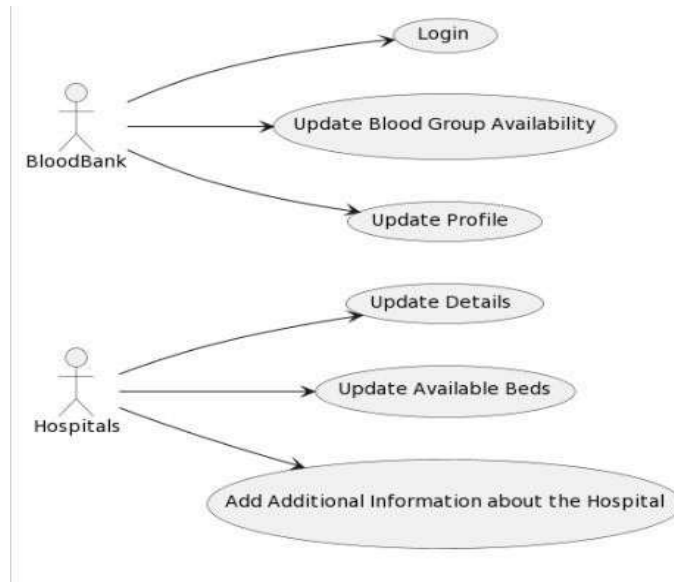 Login
Update Blood Group Availability
BloodBank
Update Profile
Update Details
Update Available Beds
Hospitals
Add Additional Information about the Hospital